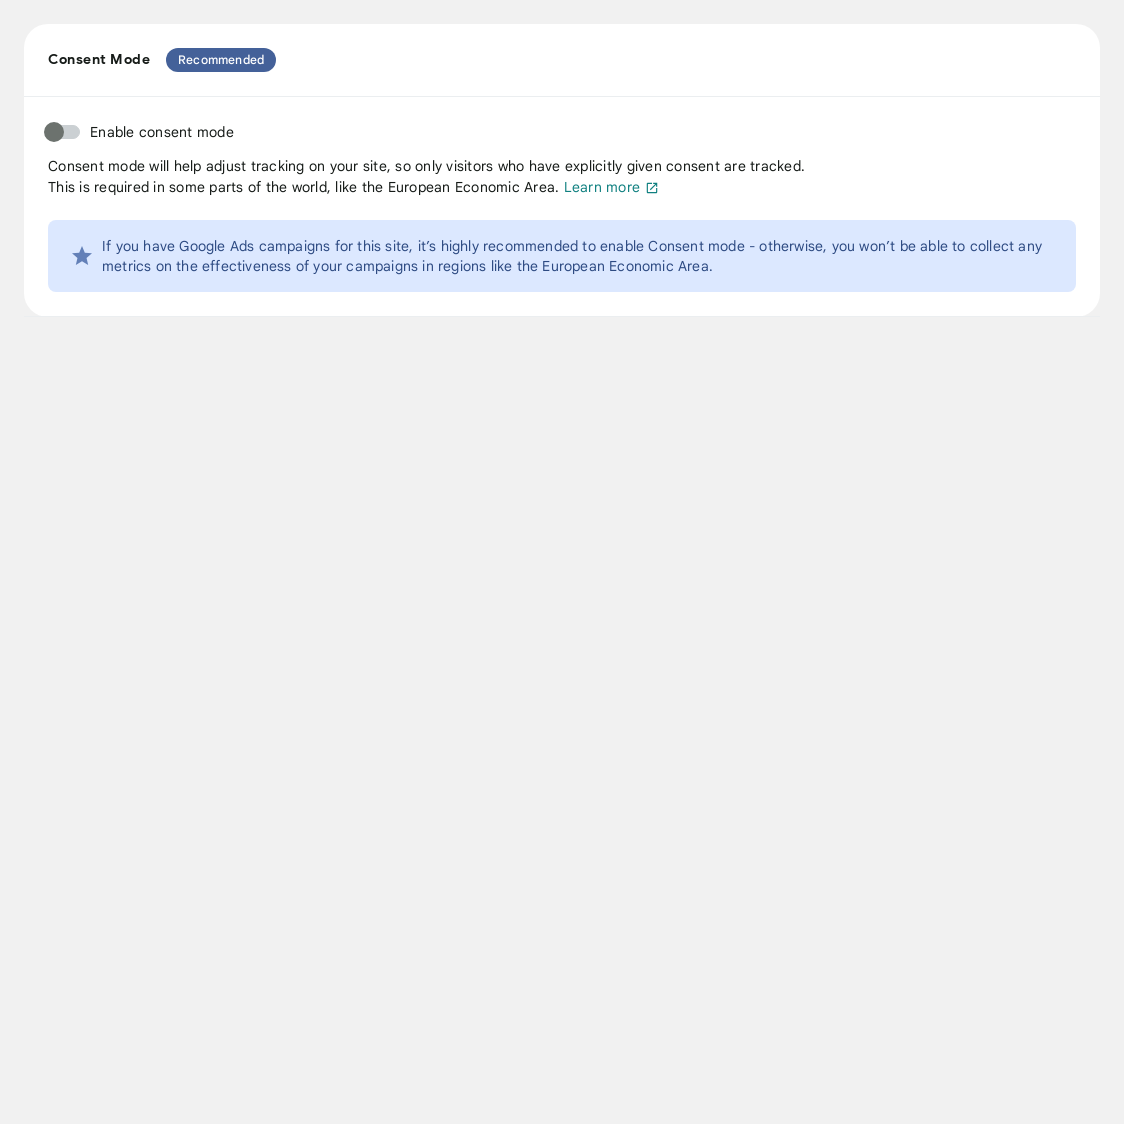 Consent Mode Recommended
Enable consent mode
Consent mode will help adjust tracking on your site, so only visitors who have explicitly given consent are tracked.
This is required in some parts of the world, like the European Economic Area. Learn more
If you have Google Ads campaigns for this site, it’s highly recommended to enable Consent mode - otherwise, you won’t be able to collect any
metrics on the effectiveness of your campaigns in regions like the European Economic Area.